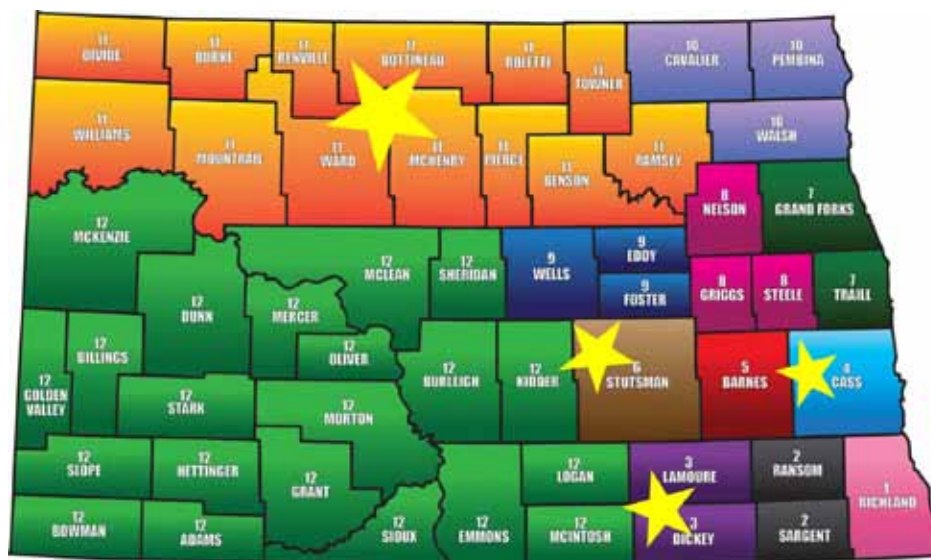 11
DIVIDE
11
BURKE
11
RENVILLE
11
BOTTINEAU
11
ROLETTE
11
TOWNER
10
CAVALIER
10
PEMBINA
11
WILLIAMS
11
MOUNTRAIL
11
WARD
11
MCHENRY
11
PIERCE
11
BENSON
11
RAMSEY
10
WALSH
8
NELSON
7
GRAND FORKS
12
MCKENZIE
12
DUNN
12
MCLEAN
12
SHERIDAN
9
WELLS
9
EDDY
9
FOSTER
8
GRIGGS
8
STEELE
7
TRAILL
12
MERCER
12
OLIVER
12
GOLDEN
VALLEY
12
BILLINGS
12
STARK
12
BURLEIGH
12
KIDDER
6
STUTSMAN
5
BARNES
4
CASS
12
MORTON
12
SLOPE
12
HETTINGER
12
GRANT
12
LOGAN
3
LAMOURE
2
RANSOM
1
RICHLAND
12
BOWMAN
12
ADAMS
12
SIOUX
12
EMMONS
12
MCINTOSH
3
DICKEY
2
SARGENT